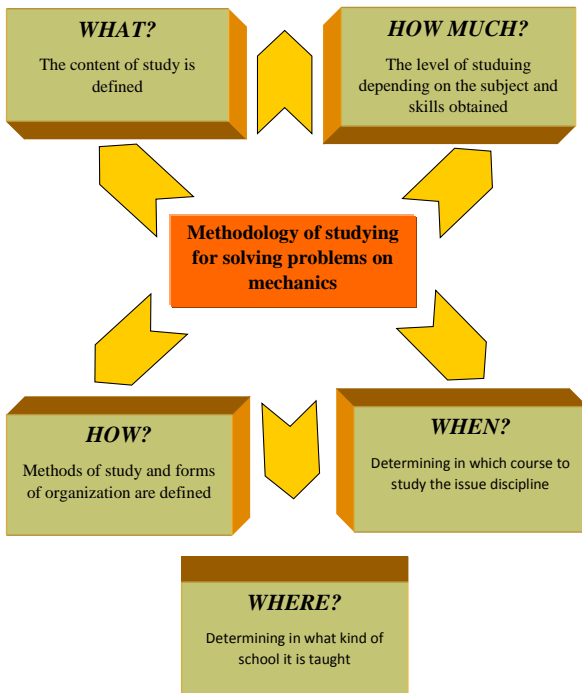 WHAT?
The content of study is
defined
HOW MUCH?
The level of studuing
depending on the subject and
skills obtained
Methodology of studying
for solving problems on
mechanics
HOW?
Methods of study and forms
of organization are defined
WHEN?
Determining in which course to
study the issue discipline
WHERE?
Determining in what kind of
school it is taught